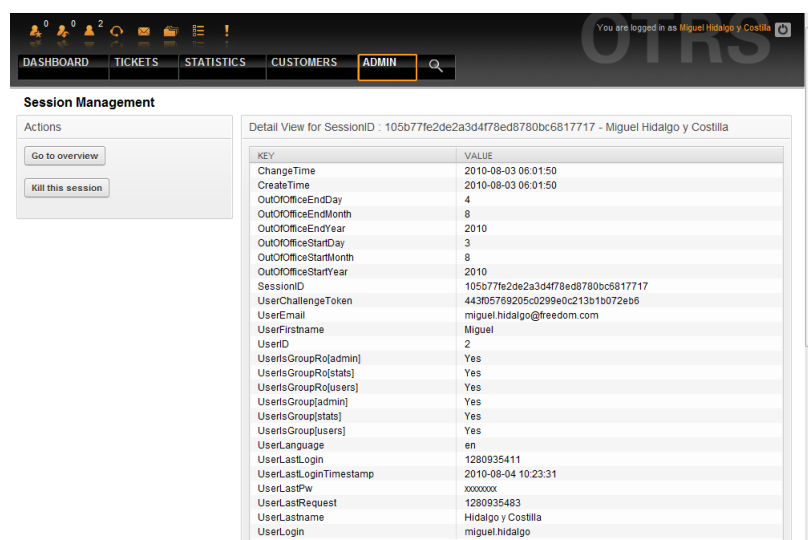 0 0 2
You are logged in as Miguel Hidalgo y Costilla
OTRS
DASHBOARD TICKETS STATISTICS CUSTOMERS ADMIN
Session Management
Actions
Go to overview
Kill this session
Detail View for SessionID : 105b77fe2de2a3d4f78ed8780bc6817717 - Miguel Hidalgo y Costilla
KEY VALUE
ChangeTime 2010-08-03 06:01:50
CreateTime 2010-08-03 06:01:50
OutOfOfficeEndDay 4
OutOfOfficeEndMonth 8
OutOfOfficeEndYear 2010
OutOfOfficeStartDay 3
OutOfOfficeStartMonth 8
OutOfOfficeStartYear 2010
SessionID 105b77fe2de2a3d4f78ed8780bc6817717
UserChallengeToken 443f05769205c0299e0c213b1b072eb6
UserEmail miguel.hidalgo@freedom.com
UserFirstname Miguel
UserID 2
UserIsGroupRo[admin] Yes
UserIsGroupRo[stats] Yes
UserIsGroupRo[users] Yes
UserIsGroup[admin] Yes
UserIsGroup[stats] Yes
UserIsGroup[users] Yes
UserLanguage en
UserLastLogin 1280935411
UserLastLoginTimestamp 2010-08-04 10:23:31
UserLastPw xxxxxxxx
UserLastRequest 1280935483
UserLastname Hidalgo y Costilla
UserLogin miguel.hidalgo